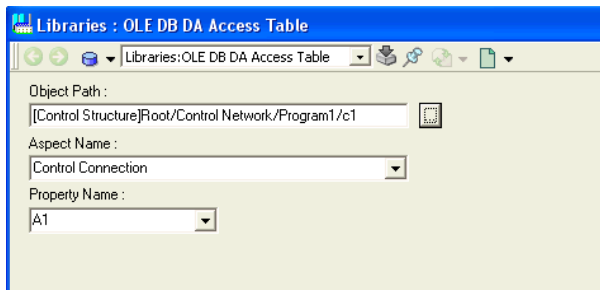 Libraries : OLE DB DA Access Table
Libraries:OLE DB DA Access Table
Object Path :
[Control Structure]Root/Control Network/Program1/c1
Aspect Name :
Control Connection
Property Name :
A1